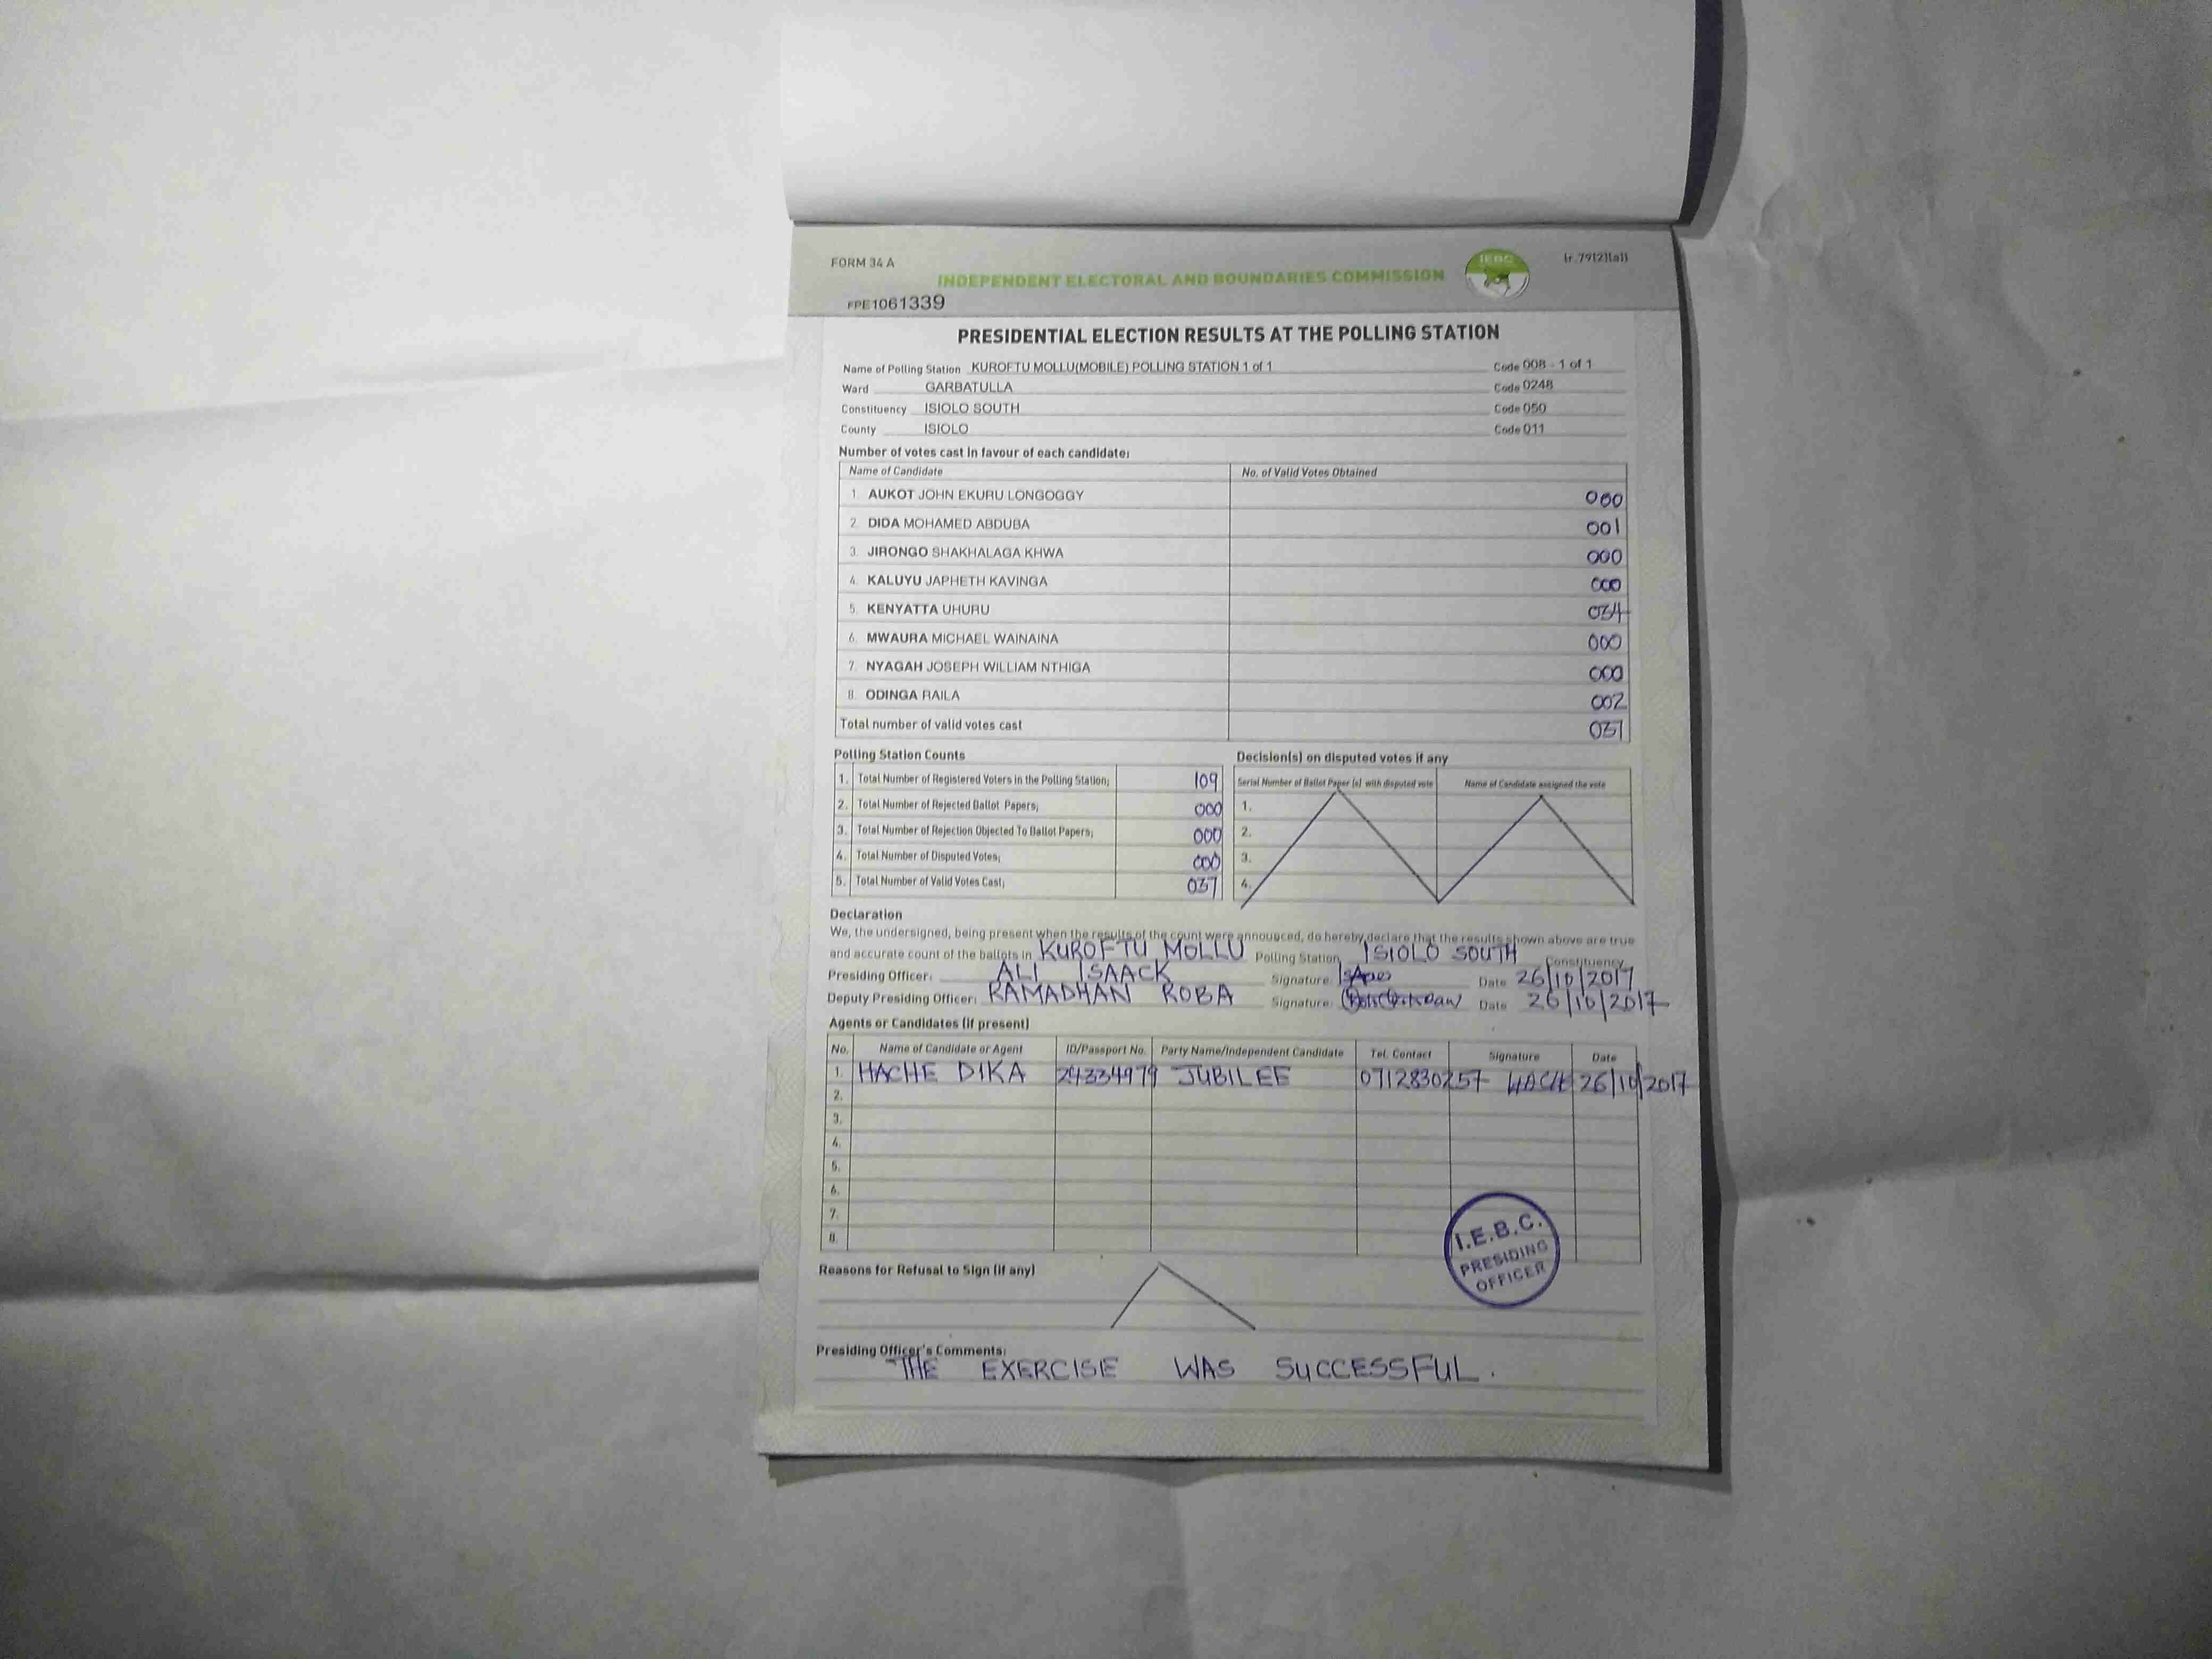 FORM 34 A
(r.79(2)(a))
INDEPENDENT ELECTORAL AND BOUNDARIES COMMISSION
IEBC
FPE1061339
PRESIDENTIAL ELECTION RESULTS AT THE POLLING STATION
Name of Polling Station KUROFTU MOLLU(MOBILE) POLLING STATION 1 of 1 Code 008 - 1 of 1
Ward GARBATULLA Code 0248
Constituency ISIOLO SOUTH Code 050
County ISIOLO Code 011
Number of votes cast in favour of each candidate:
Name of Candidate No. of Valid Votes Obtained
1. AUKOT JOHN EKURU LONGOGGY 000
2. DIDA MOHAMED ABDUBA 001
3. JIRONGO SHAKHALAGA KHWA 000
4. KALUYU JAPHETH KAVINGA 000
5. KENYATTA UHURU 034
6. MWAURA MICHAEL WAINAINA 000
7. NYAGAH JOSEPH WILLIAM NTHIGA 000
8. ODINGA RAILA 002
Total number of valid votes cast 037
Polling Station Counts
1. Total Number of Registered Voters in the Polling Station; 109
2. Total Number of Rejected Ballot Papers; 000
3. Total Number of Rejection Objected To Ballot Papers; 000
4. Total Number of Disputed Votes; 000
5. Total Number of Valid Votes Cast; 037
Decision(s) on disputed votes if any
Serial Number of Ballot Paper (s) with disputed vote Name of Candidate assigned the vote
1.
2.
3.
4.
Declaration
We, the undersigned, being present when the results of the count were announced, do hereby declare that the results shown above are true
and accurate count of the ballots in KUROFTU MOLLU Polling Station ISIOLO SOUTH Constituency
Presiding Officer: ALI ISAACK Signature: Date 26/10/2017
Deputy Presiding Officer: RAMADHAN ROBA Signature: Date 26/10/2017
Agents or Candidates (if present)
No. Name of Candidate or Agent ID/Passport No. Party Name/Independent Candidate Tel. Contact Signature Date
1. HACHE DIKA 24334979 JUBILEE 0712830257 HACHE 26/10/2017
2.
3.
4.
5.
6.
7.
8.
I.E.B.C.
PRESIDING
OFFICER
Reasons for Refusal to Sign (if any)
Presiding Officer's Comments:
THE EXERCISE WAS SUCCESSFUL.